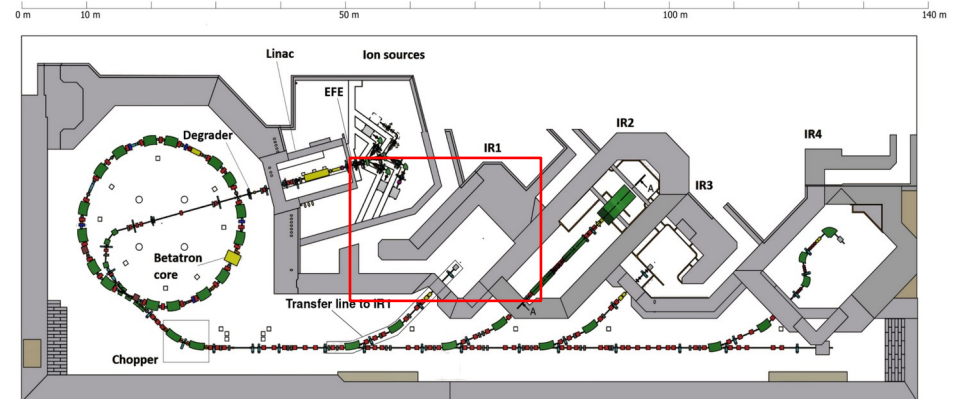 0 m 10 m 50 m 100 m 140 m
Linac
Ion sources
EFE
Degrader
IR1
IR2
IR3
IR4
A
Betatron
core
A
Transfer line to IR1
Chopper